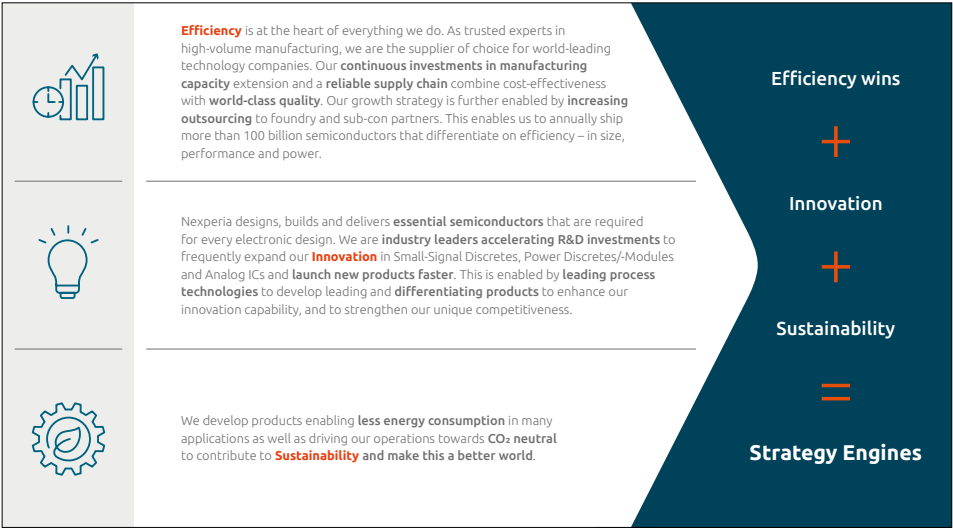 Efficiency is at the heart of everything we do. As trusted experts in
high-volume manufacturing, we are the supplier of choice for world-leading
technology companies. Our continuous investments in manufacturing
capacity extension and a reliable supply chain combine cost-effectiveness
with world-class quality. Our growth strategy is further enabled by increasing
outsourcing to foundry and sub-con partners. This enables us to annually ship
more than 100 billion semiconductors that differentiate on efficiency – in size,
performance and power.
Nexperia designs, builds and delivers essential semiconductors that are required
for every electronic design. We are industry leaders accelerating R&D investments to
frequently expand our Innovation in Small-Signal Discretes, Power Discretes/-Modules
and Analog ICs and launch new products faster. This is enabled by leading process
technologies to develop leading and differentiating products to enhance our
innovation capability, and to strengthen our unique competitiveness.
We develop products enabling less energy consumption in many
applications as well as driving our operations towards CO₂ neutral
to contribute to Sustainability and make this a better world.
Efficiency wins
+
Innovation
+
Sustainability
=
Strategy Engines